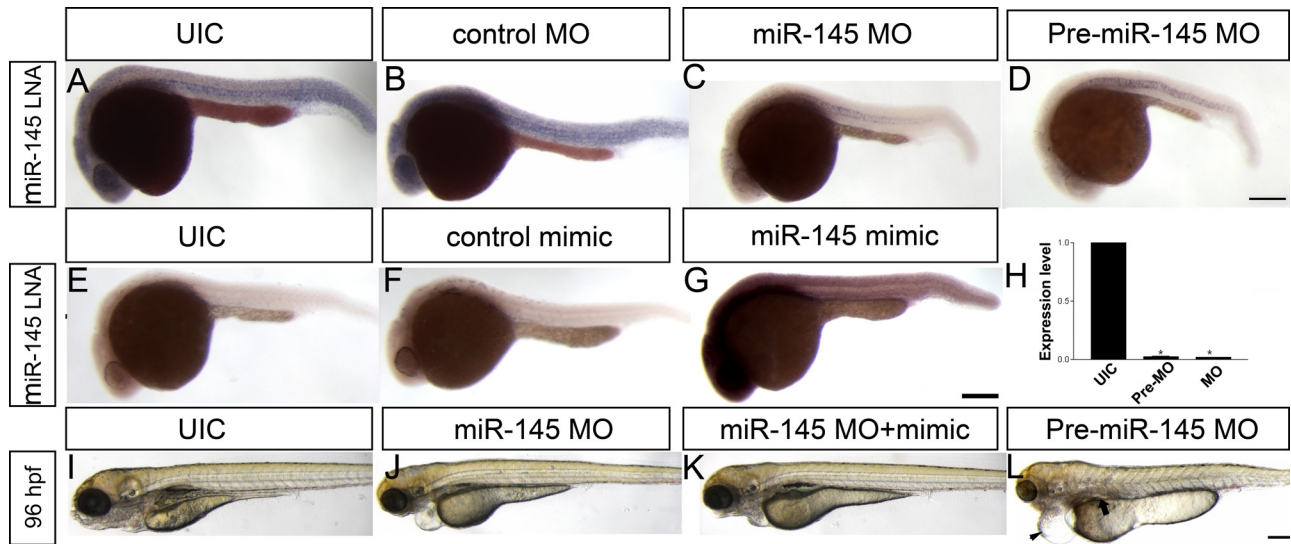 UIC
control MO
miR-145 MO
Pre-miR-145 MO
miR-145 LNA
A
B
C
D
UIC
control mimic
miR-145 mimic
miR-145 LNA
E
F
G
H
Expression level
1.0
0.5
0.0
* *
UIC
Pre-MO
MO
UIC
miR-145 MO
miR-145 MO+mimic
Pre-miR-145 MO
96 hpf
I
J
K
L